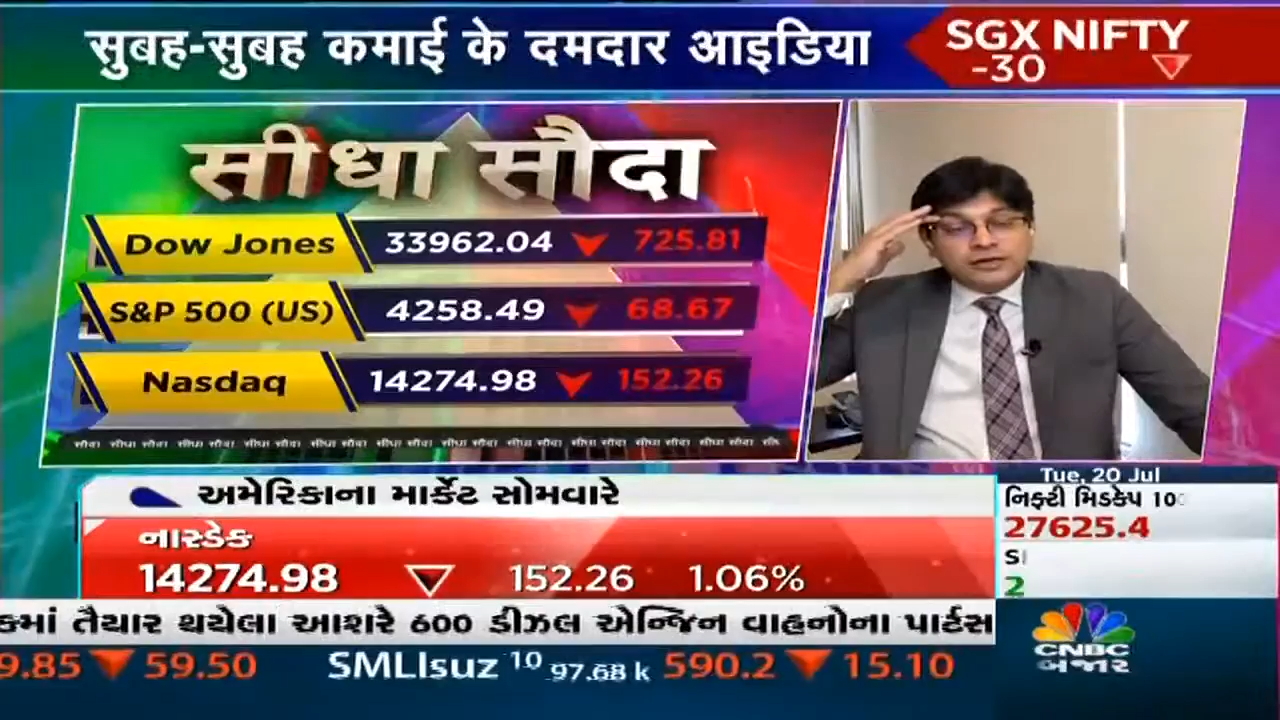 सुबह-सुबह कमाई के दमदार आइडिया
SGX NIFTY
-30
सीधा सौदा
Dow Jones 33962.04 725.81
S&P 500 (US) 4258.49 68.67
Nasdaq 14274.98 152.26
सौदा सीधा सौदा सीधा सौदा सीधा सौदा सीधा सौदा सीधा सौदा सीधा सौदा सीधा सौदा सीधा सौदा सीधा सौदा सीधा सौदा
અમેરિકાના માર્કેટ સોમવારે
નાસ્ડેક
14274.98 152.26 1.06%
Tue, 20 Jul
નિફ્ટી મિડકેપ 10
27625.4
2
તૈયાર થયેલા આશરે 600 ડીઝલ એન્જિન વાહનોના પાર્ટસ
9.85 59.50 SMLIsuz 10 97.68 k 590.2 15.10
CNBC
બજાર